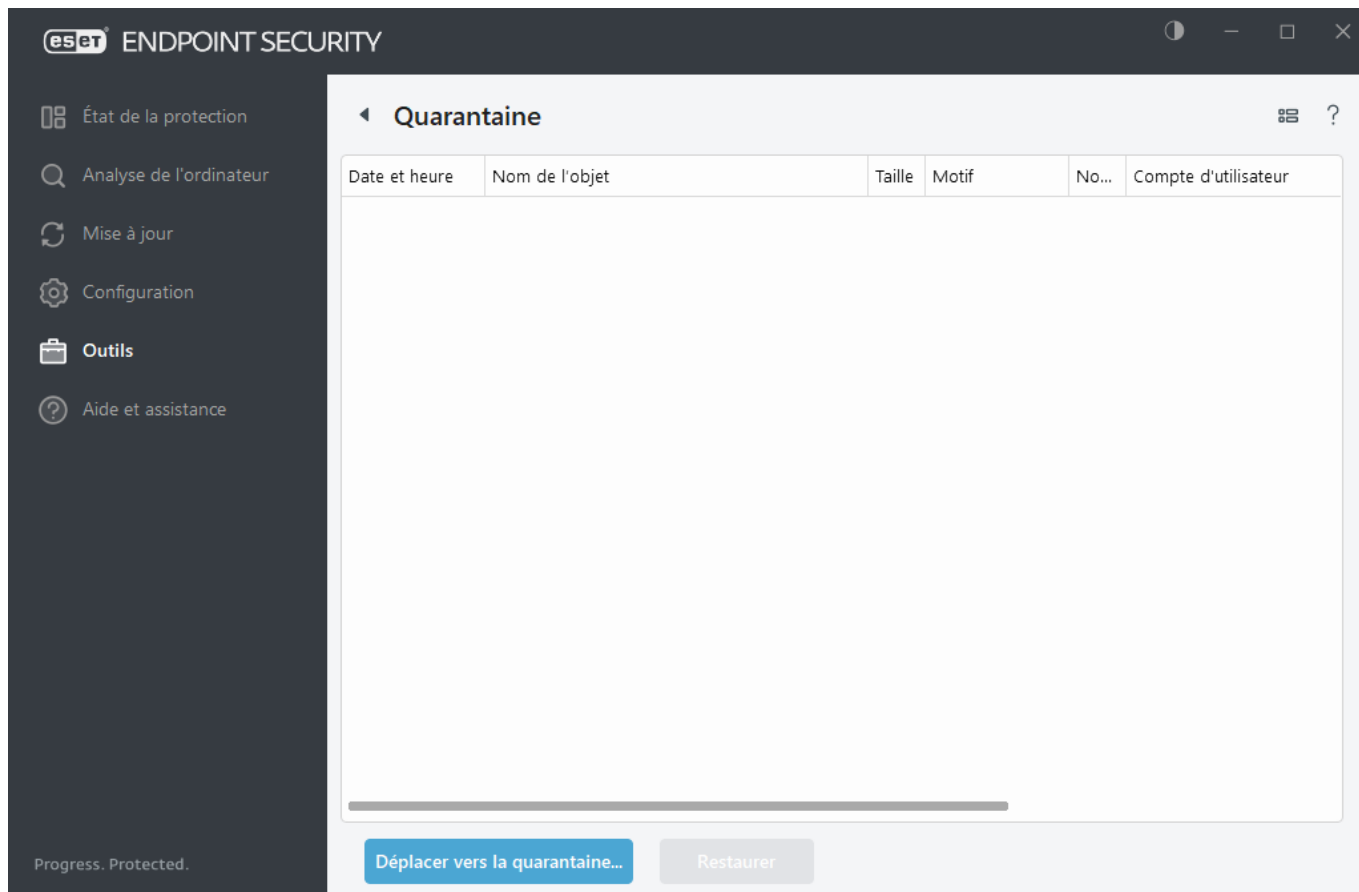 eseT ENDPOINT SECURITY
État de la protection
Analyse de l'ordinateur
Mise à jour
Configuration
Outils
Aide et assistance
Progress. Protected.
Quarantaine
?
Date et heure Nom de l'objet Taille Motif No... Compte d'utilisateur
Déplacer vers la quarantaine... Restaurer